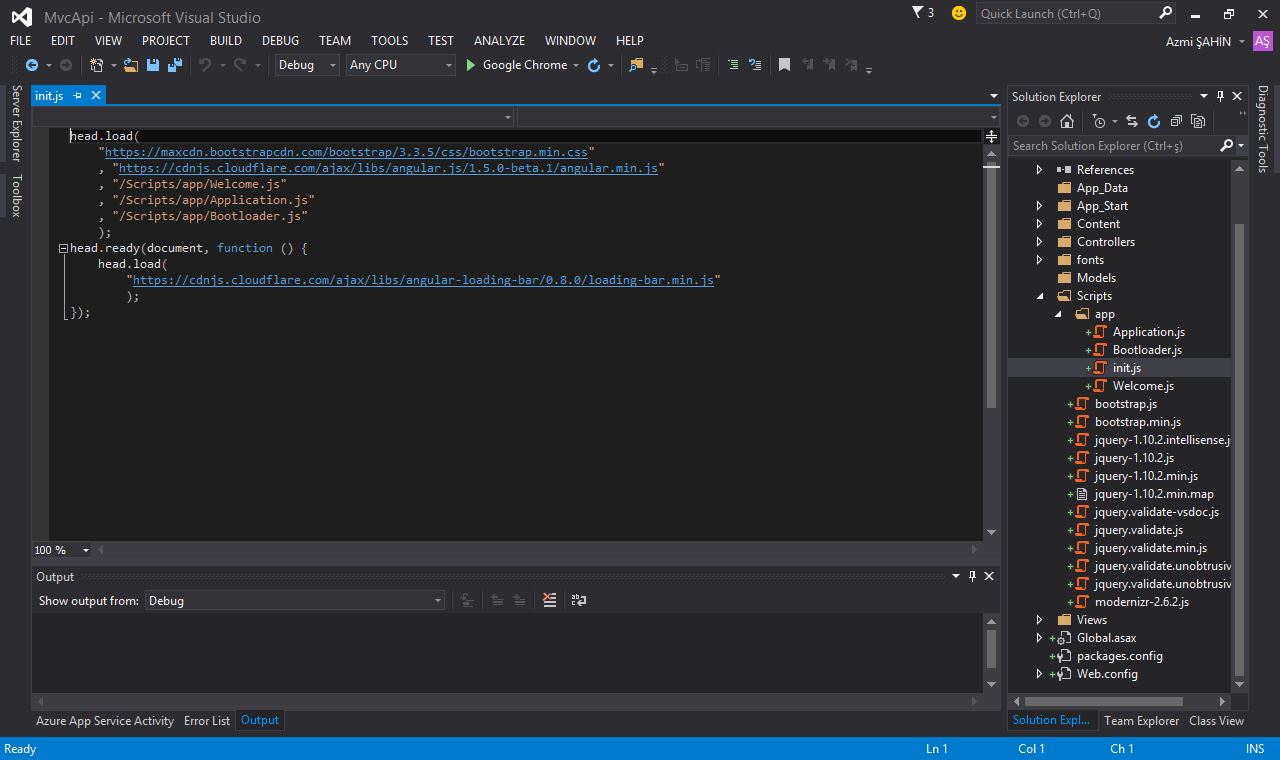 MvcApi - Microsoft Visual Studio
3
Quick Launch (Ctrl+Q)
FILE EDIT VIEW PROJECT BUILD DEBUG TEAM TOOLS TEST ANALYZE WINDOW HELP
Azmi ŞAHİN
AŞ
Debug Any CPU Google Chrome
Server Explorer
Toolbox
init.js
head.load(
"https://maxcdn.bootstrapcdn.com/bootstrap/3.3.5/css/bootstrap.min.css"
, "https://cdnjs.cloudflare.com/ajax/libs/angular.js/1.5.0-beta.1/angular.min.js"
, "/Scripts/app/Welcome.js"
, "/Scripts/app/Application.js"
, "/Scripts/app/Bootloader.js"
);
head.ready(document, function () {
head.load(
"https://cdnjs.cloudflare.com/ajax/libs/angular-loading-bar/0.8.0/loading-bar.min.js"
);
});
100 %
Output
Show output from: Debug
Azure App Service Activity Error List Output
Solution Explorer
Search Solution Explorer (Ctrl+ş)
References
App_Data
App_Start
Content
Controllers
fonts
Models
Scripts
app
Application.js
Bootloader.js
init.js
Welcome.js
bootstrap.js
bootstrap.min.js
jquery-1.10.2.intellisense.j
jquery-1.10.2.js
jquery-1.10.2.min.js
jquery-1.10.2.min.map
jquery.validate-vsdoc.js
jquery.validate.js
jquery.validate.min.js
jquery.validate.unobtrusiv
jquery.validate.unobtrusiv
modernizr-2.6.2.js
Views
Global.asax
packages.config
Web.config
Solution Expl... Team Explorer Class View
Diagnostic Tools
Ready Ln 1 Col 1 Ch 1 INS